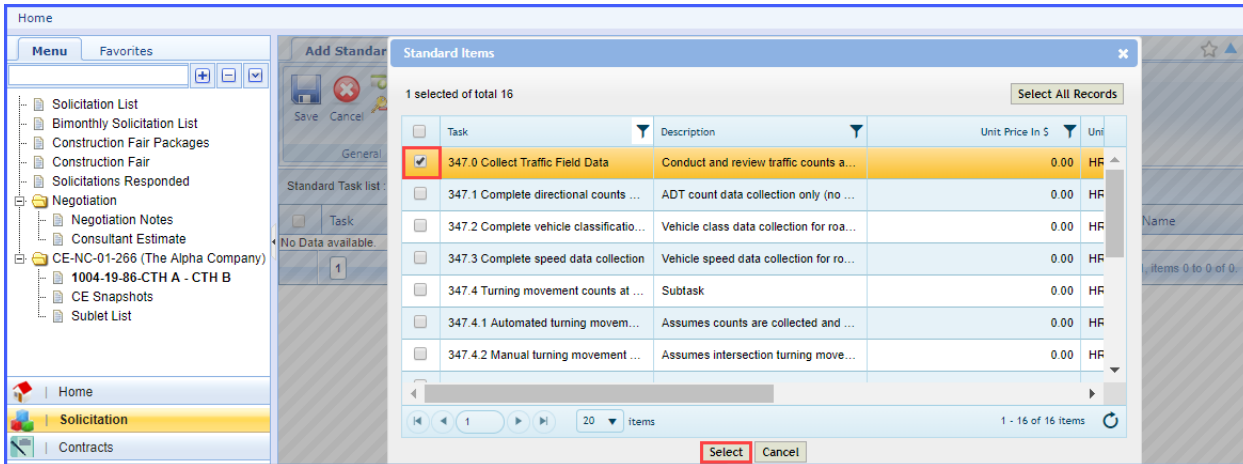 Home
Menu Favorites
Solicitation List
Bimonthly Solicitation List
Construction Fair Packages
Construction Fair
Solicitations Responded
Negotiation
Negotiation Notes
Consultant Estimate
CE-NC-01-266 (The Alpha Company)
1004-19-86-CTH A - CTH B
CE Snapshots
Sublet List
Home
Solicitation
Contracts
Add Standar
Save Cancel
General
Standard Task list :
Task
Name
No Data available.
1
, items 0 to 0 of 0.
Standard Items
1 selected of total 16
Select All Records
Task Description Unit Price In $ Uni
347.0 Collect Traffic Field Data Conduct and review traffic counts a... 0.00 HR
347.1 Complete directional counts ... ADT count data collection only (no ... 0.00 HR
347.2 Complete vehicle classificatio... Vehicle class data collection for roa... 0.00 HR
347.3 Complete speed data collection Vehicle speed data collection for ro... 0.00 HR
347.4 Turning movement counts at ... Subtask 0.00 HR
347.4.1 Automated turning movem... Assumes counts are collected and ... 0.00 HR
347.4.2 Manual turning movement ... Assumes intersection turning move... 0.00 HR
1 20 items 1 - 16 of 16 items
Select Cancel